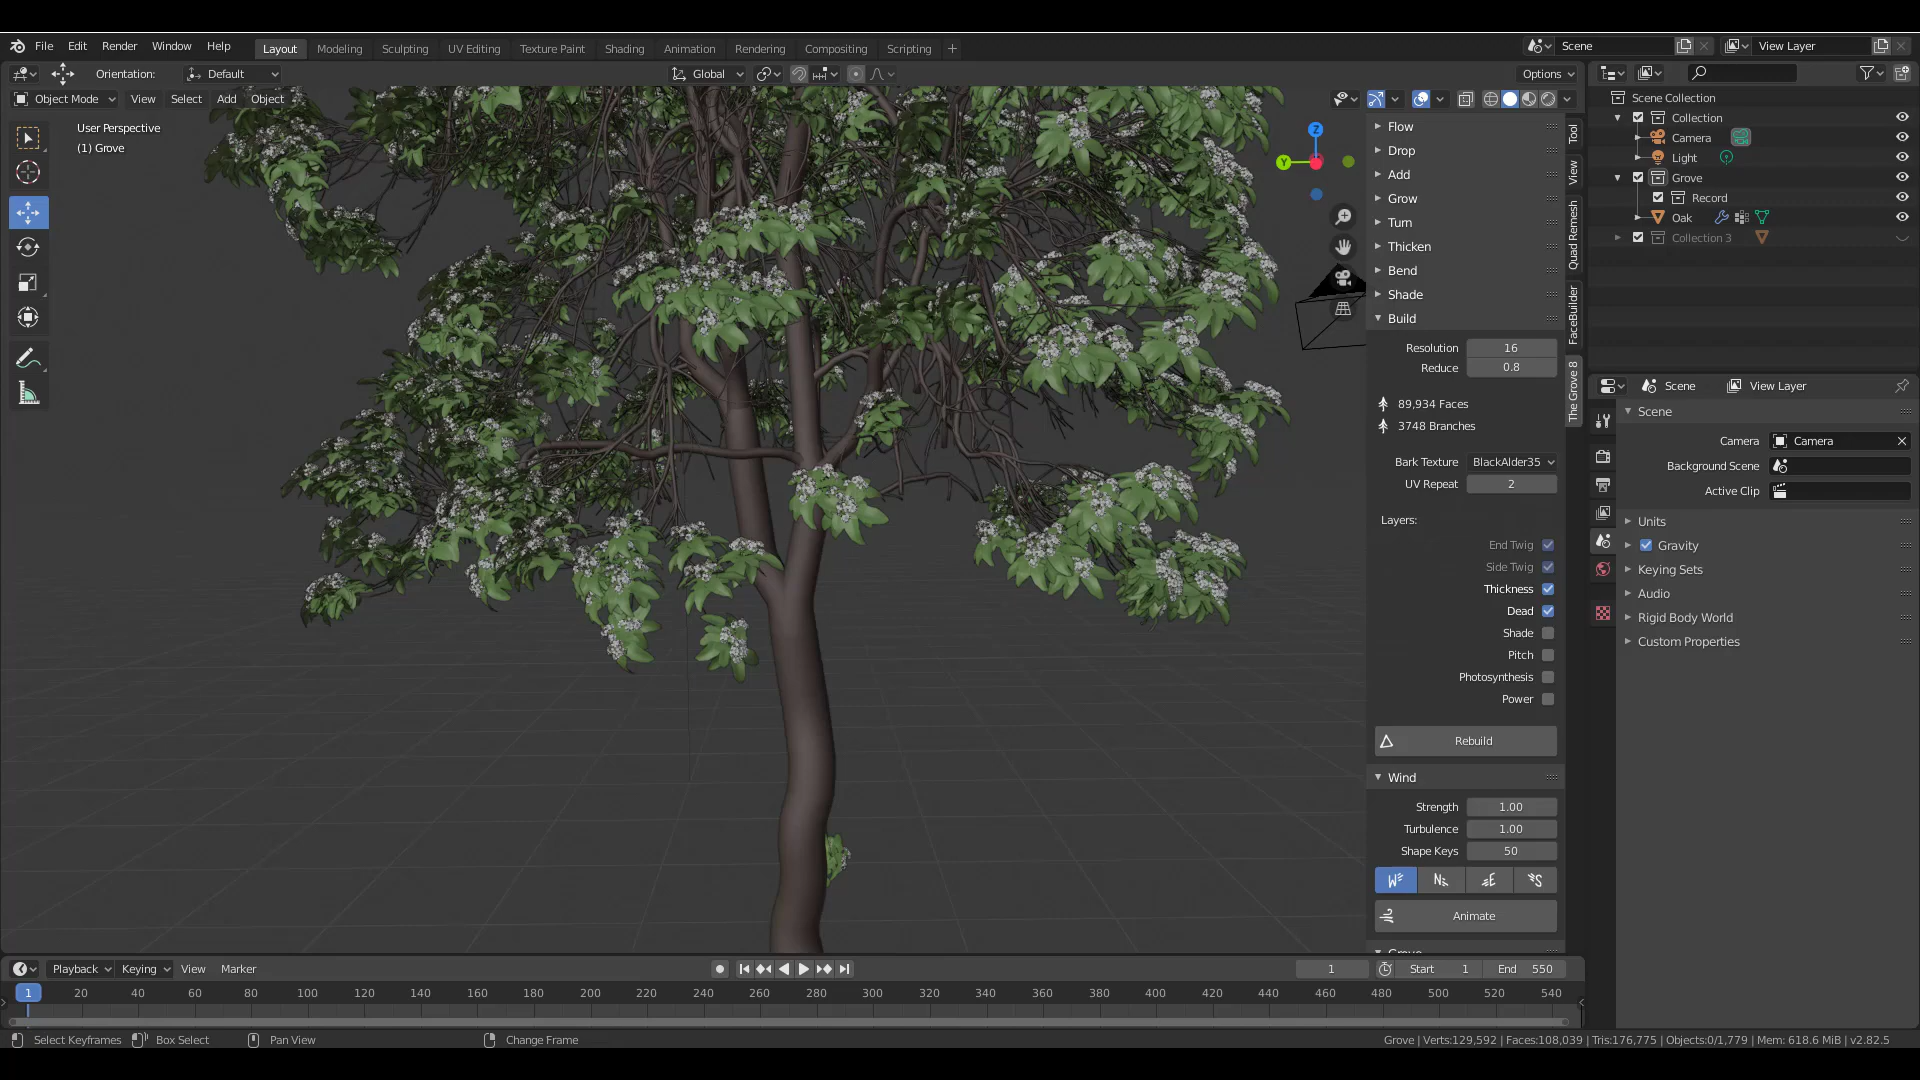 File Edit Render Window Help Layout Modeling Sculpting UV Editing Texture Paint Shading Animation Rendering Compositing Scripting + Scene View Layer
Orientation: Default Global Options
Object Mode View Select Add Object
User Perspective
(1) Grove
Z
Y
Flow
Drop
Add
Grow
Turn
Thicken
Bend
Shade
Build
Resolution 16
Reduce 0.8
89,934 Faces
3748 Branches
Bark Texture BlackAlder35
UV Repeat 2
Layers:
End Twig
Side Twig
Thickness
Dead
Shade
Pitch
Photosynthesis
Power
Rebuild
Wind
Strength 1.00
Turbulence 1.00
Shape Keys 50
W N E S
Animate
Grove
Tool
View
Quad Remesh
FaceBuilder
The Grove 8
Scene Collection
Collection
Camera
Light
Grove
Record
Oak
Collection 3
Scene View Layer
Scene
Camera Camera
Background Scene
Active Clip
Units
Gravity
Keying Sets
Audio
Rigid Body World
Custom Properties
Playback Keying View Marker 1 Start 1 End 550
1 20 40 60 80 100 120 140 160 180 200 220 240 260 280 300 320 340 360 380 400 420 440 460 480 500 520 540
Select Keyframes Box Select Pan View Change Frame Grove | Verts:129,592 | Faces:108,039 | Tris:176,775 | Objects:0/1,779 | Mem: 618.6 MiB | v2.82.5